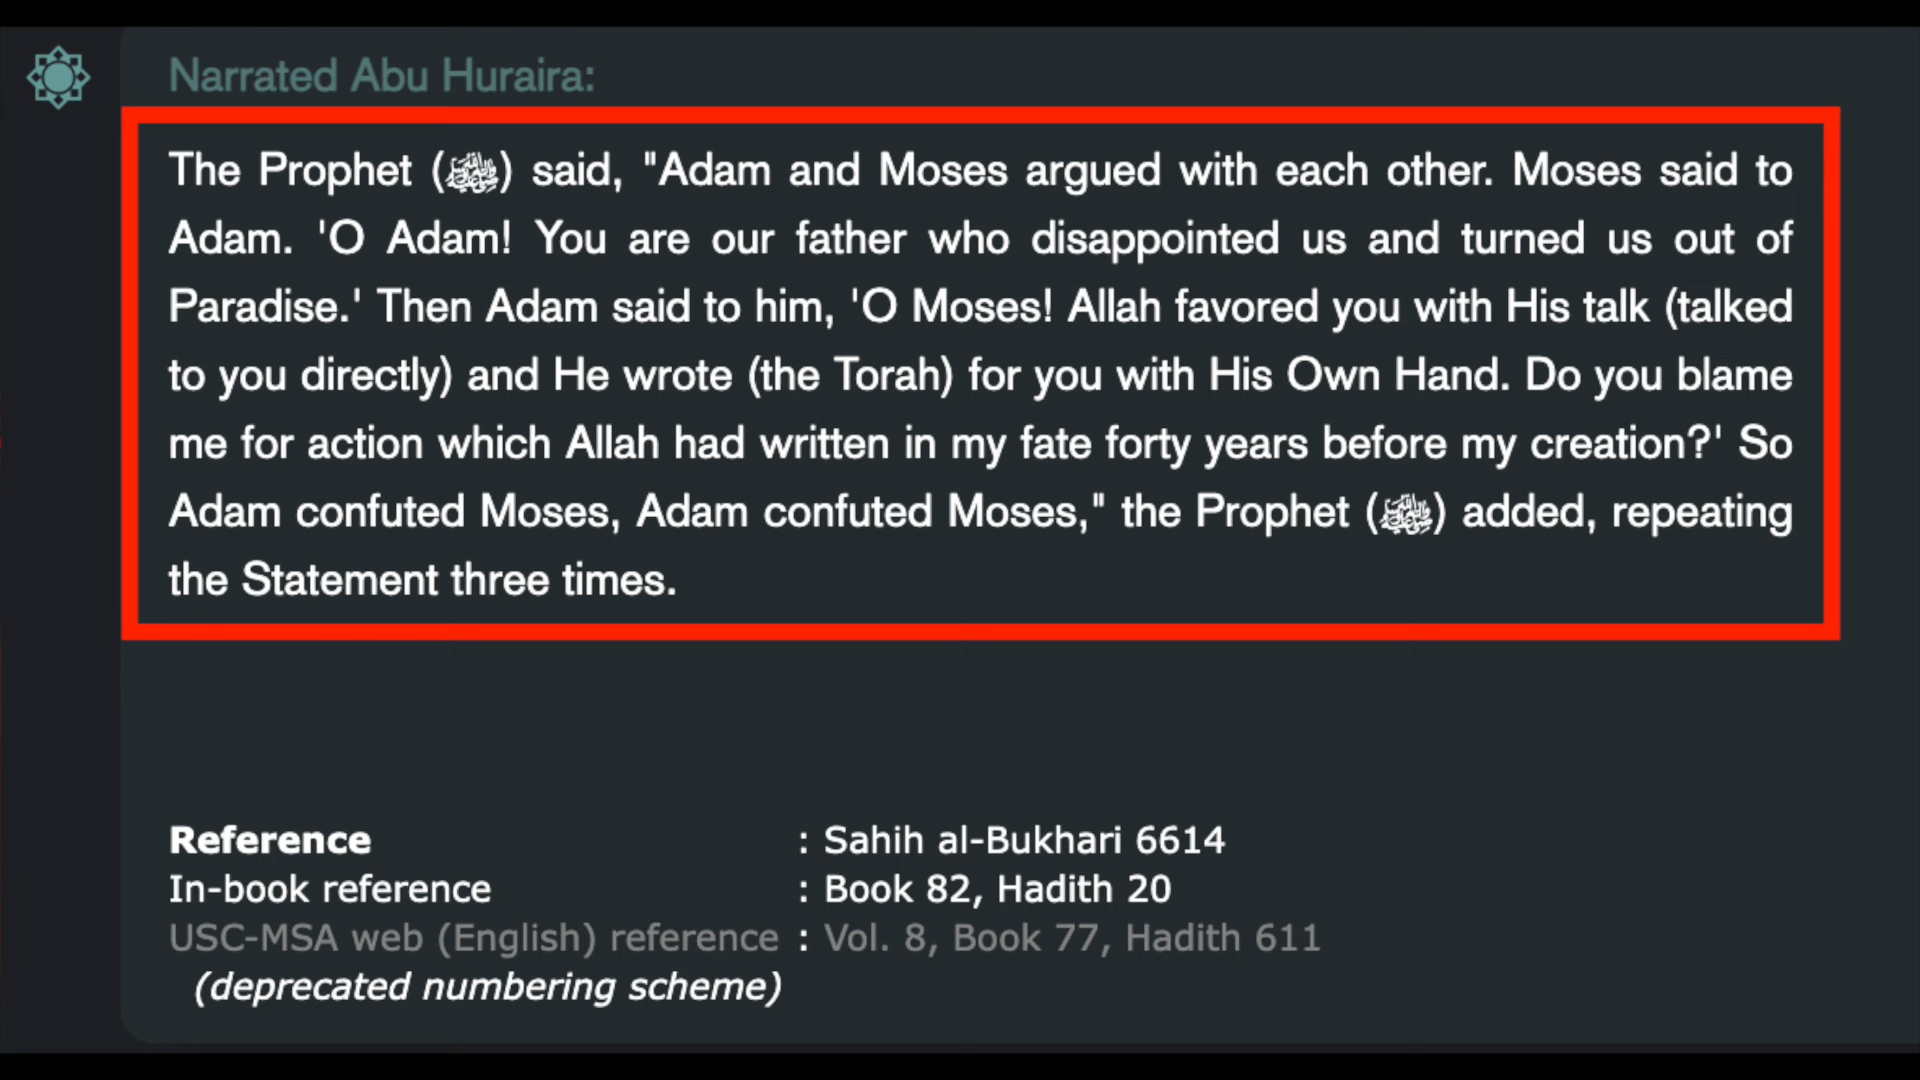 Narrated Abu Huraira:
The Prophet (ﷺ) said, "Adam and Moses argued with each other. Moses said to
Adam. 'O Adam! You are our father who disappointed us and turned us out of
Paradise.' Then Adam said to him, 'O Moses! Allah favored you with His talk (talked
to you directly) and He wrote (the Torah) for you with His Own Hand. Do you blame
me for action which Allah had written in my fate forty years before my creation?' So
Adam confuted Moses, Adam confuted Moses," the Prophet (ﷺ) added, repeating
the Statement three times.
Reference : Sahih al-Bukhari 6614
In-book reference : Book 82, Hadith 20
USC-MSA web (English) reference : Vol. 8, Book 77, Hadith 611
(deprecated numbering scheme)